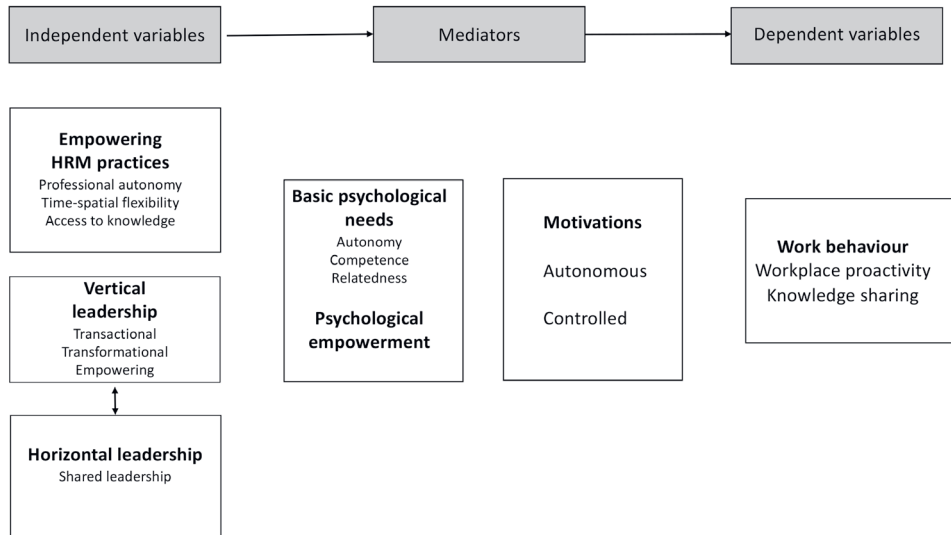 Independent variables
Mediators
Dependent variables
Empowering
HRM practices
Professional autonomy
Time-spatial flexibility
Access to knowledge
Vertical
leadership
Transactional
Transformational
Empowering
Horizontal leadership
Shared leadership
Basic psychological
needs
Autonomy
Competence
Relatedness
Psychological
empowerment
Motivations
Autonomous
Controlled
Work behaviour
Workplace proactivity
Knowledge sharing